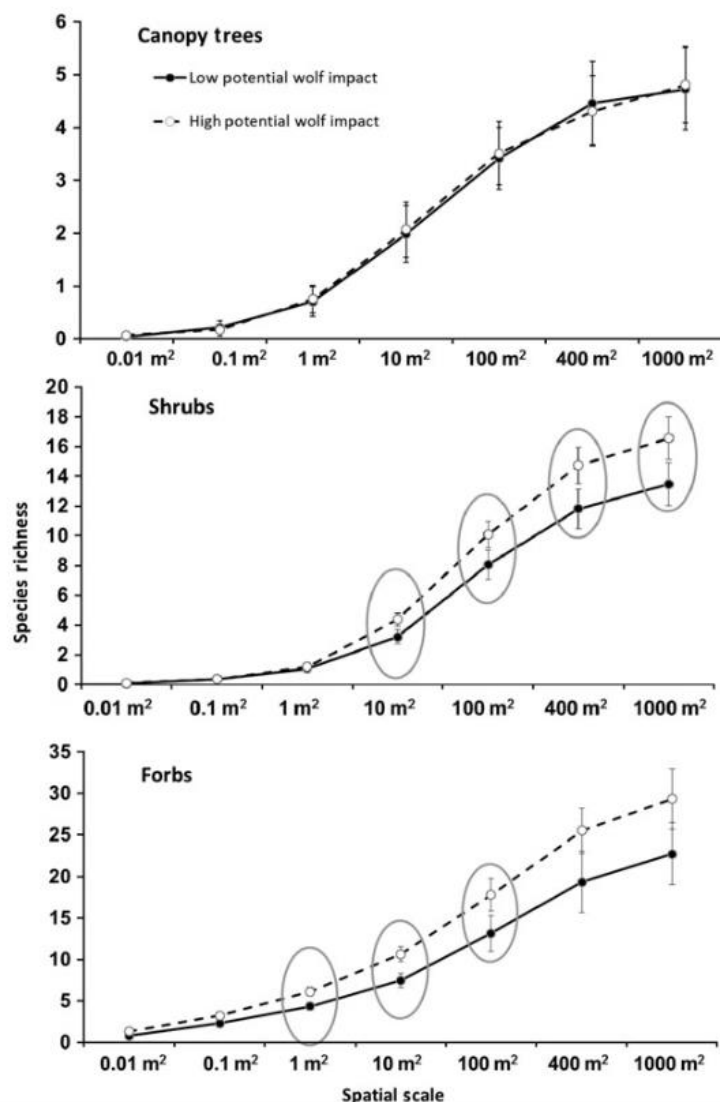 Canopy trees
Low potential wolf impact
High potential wolf impact
6
5
4
3
2
1
0
0.01 m² 0.1 m² 1 m² 10 m² 100 m² 400 m² 1000 m²
Shrubs
Species richness
20
18
16
14
12
10
8
6
4
2
0
0.01 m² 0.1 m² 1 m² 10 m² 100 m² 400 m² 1000 m²
Forbs
35
30
25
20
15
10
5
0
0.01 m² 0.1 m² 1 m² 10 m² 100 m² 400 m² 1000 m²
Spatial scale